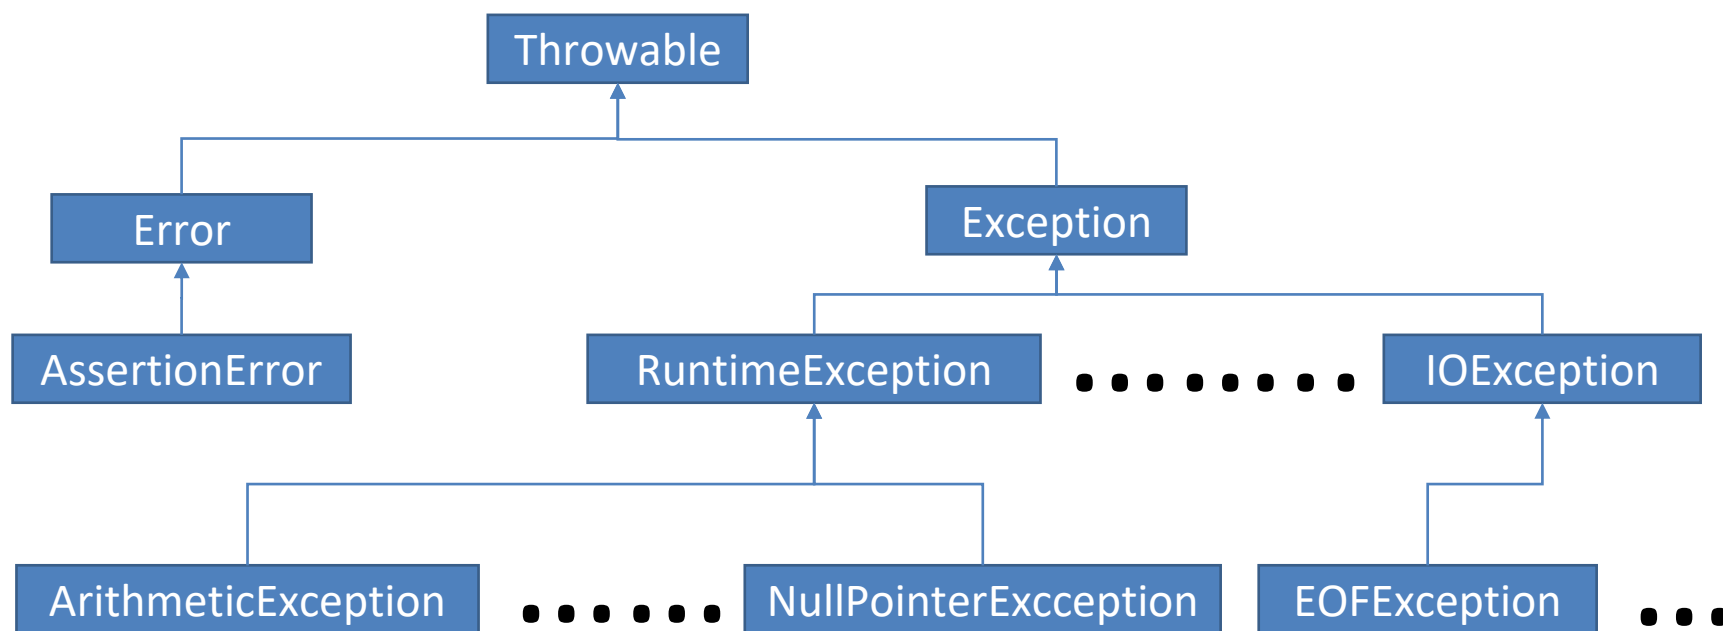 Throwable
Error
Exception
AssertionError
RuntimeException
IOException
ArithmeticException
NullPointerExcception
EOFException